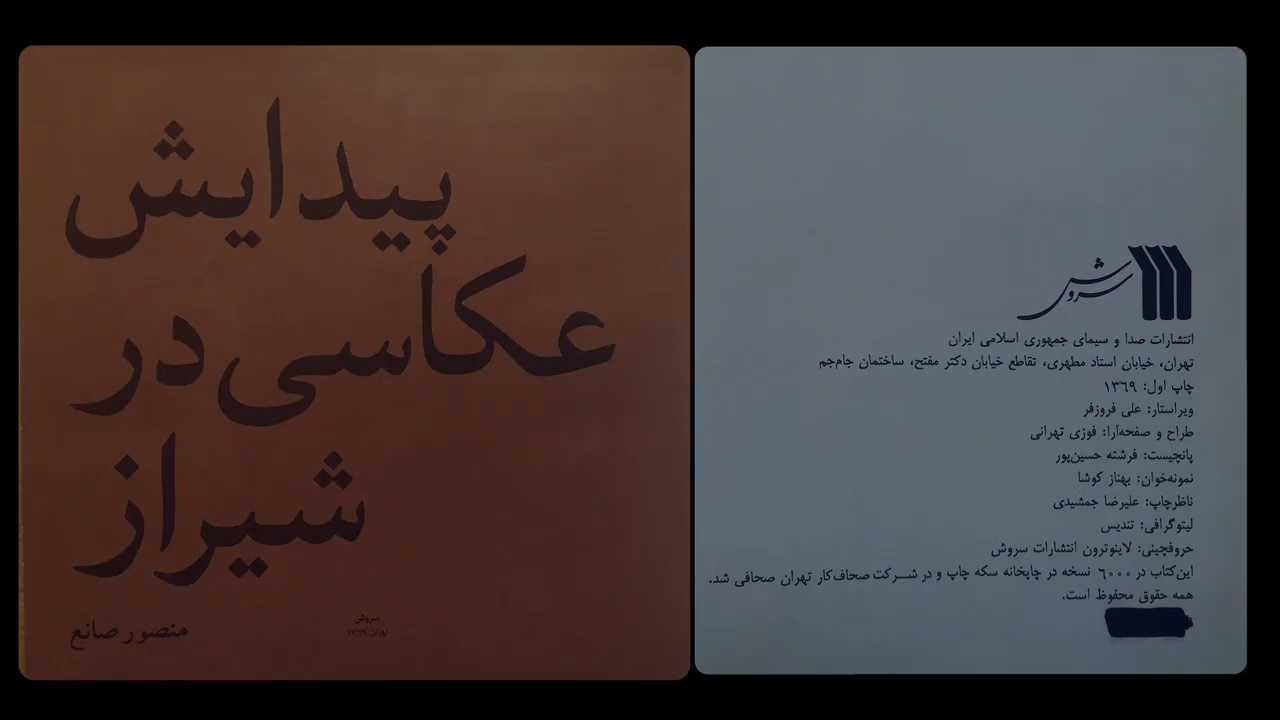 پیدایش
عکاسی در
شیراز
منصور صانع
سروش
تهران ۱۳٦۹
سروش
انتشارات صدا و سیمای جمهوری اسلامی ایران
تهران، خیابان استاد مطهری، تقاطع خیابان دکتر مفتح، ساختمان جام‌جم
چاپ اول: ۱۳٦۹
ویراستار: علی فروزفر
طراح و صفحه‌آرا: فوزی تهرانی
پانچیست: فرشته حسین‌پور
نمونه‌خوان: بهناز کوشا
ناظرچاپ: علیرضا جمشیدی
لیتوگرافی: تندیس
حروفچینی: لاینوترون انتشارات سروش
این‌کتاب در ٦۰۰۰ نسخه در چاپخانه سکه چاپ و در شرکت صحاف‌کار تهران صحافی شد.
همه حقوق محفوظ است.